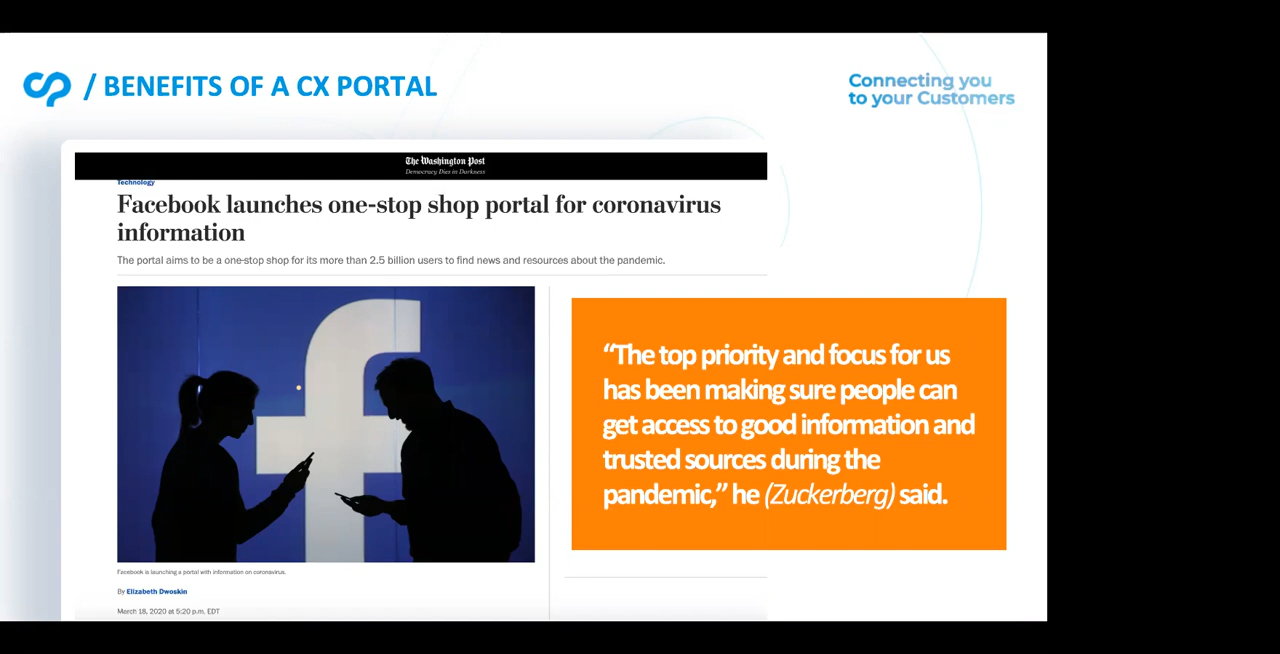 / BENEFITS OF A CX PORTAL
Connecting you
to your Customers
The Washington Post
Democracy Dies in Darkness
Technology
Facebook launches one-stop shop portal for coronavirus
information
The portal aims to be a one-stop shop for its more than 2.5 billion users to find news and resources about the pandemic.
“The top priority and focus for us
has been making sure people can
get access to good information and
trusted sources during the
pandemic,” he (Zuckerberg) said.
Facebook is launching a portal with information on coronavirus.
By Elizabeth Dwoskin
March 18, 2020 at 5:20 p.m. EDT